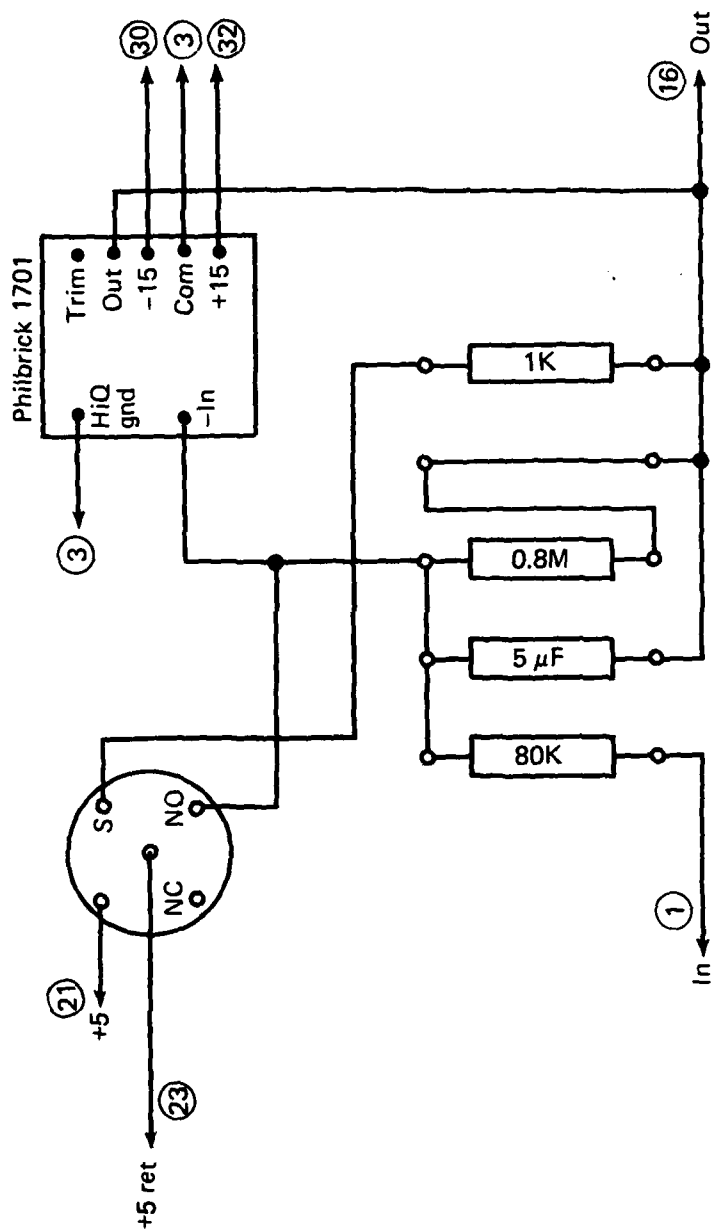 Philbrick 1701
HiQ
gnd
-In
Trim
Out
-15
Com
+15
3
30
3
32
16 Out
S
NO
NC
21
+5
23
+5 ret
1K
0.8M
5 μF
80K
1
In